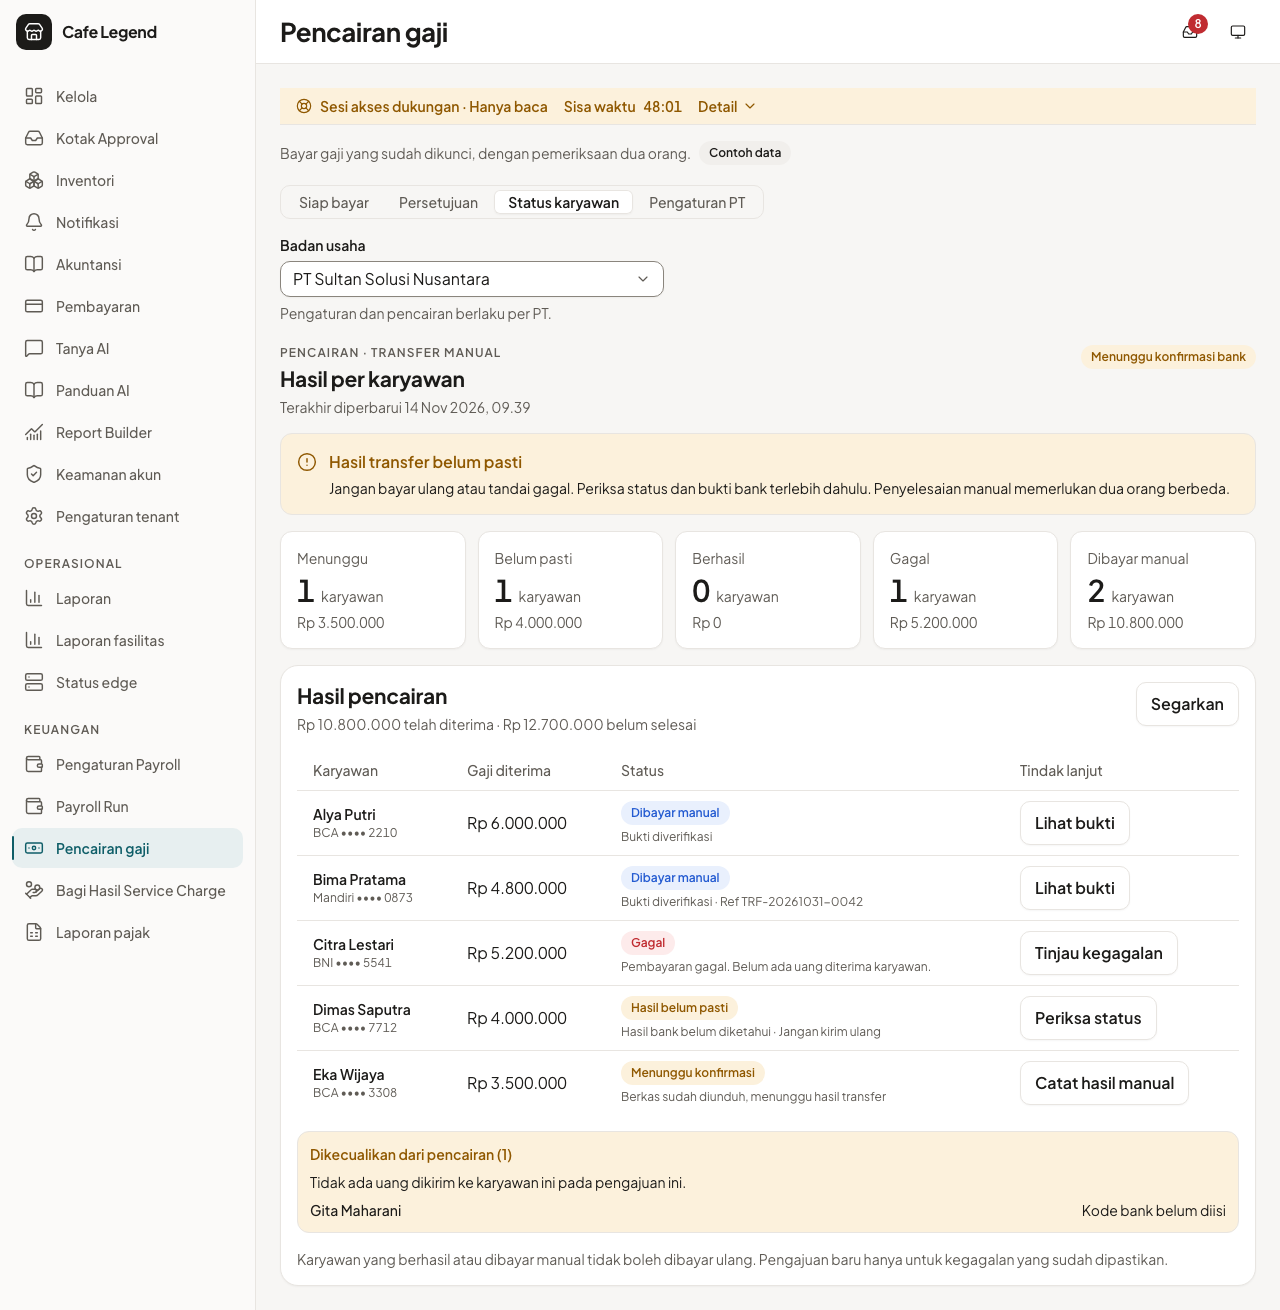 Cafe Legend
Kelola
Kotak Approval
Inventori
Notifikasi
Akuntansi
Pembayaran
Tanya AI
Panduan AI
Report Builder
Keamanan akun
Pengaturan tenant
OPERASIONAL
Laporan
Laporan fasilitas
Status edge
KEUANGAN
Pengaturan Payroll
Payroll Run
Pencairan gaji
Bagi Hasil Service Charge
Laporan pajak
Pencairan gaji
8
Sesi akses dukungan · Hanya baca Sisa waktu 48:01 Detail
Bayar gaji yang sudah dikunci, dengan pemeriksaan dua orang. Contoh data
Siap bayar Persetujuan Status karyawan Pengaturan PT
Badan usaha
PT Sultan Solusi Nusantara
Pengaturan dan pencairan berlaku per PT.
PENCAIRAN · TRANSFER MANUAL
Menunggu konfirmasi bank
Hasil per karyawan
Terakhir diperbarui 14 Nov 2026, 09.39
Hasil transfer belum pasti
Jangan bayar ulang atau tandai gagal. Periksa status dan bukti bank terlebih dahulu. Penyelesaian manual memerlukan dua orang berbeda.
Menunggu
1 karyawan
Rp 3.500.000
Belum pasti
1 karyawan
Rp 4.000.000
Berhasil
0 karyawan
Rp 0
Gagal
1 karyawan
Rp 5.200.000
Dibayar manual
2 karyawan
Rp 10.800.000
Hasil pencairan
Rp 10.800.000 telah diterima · Rp 12.700.000 belum selesai
Segarkan
Karyawan Gaji diterima Status Tindak lanjut
Alya Putri
BCA •••• 2210
Rp 6.000.000
Dibayar manual
Bukti diverifikasi
Lihat bukti
Bima Pratama
Mandiri •••• 0873
Rp 4.800.000
Dibayar manual
Bukti diverifikasi · Ref TRF-20261031-0042
Lihat bukti
Citra Lestari
BNI •••• 5541
Rp 5.200.000
Gagal
Pembayaran gagal. Belum ada uang diterima karyawan.
Tinjau kegagalan
Dimas Saputra
BCA •••• 7712
Rp 4.000.000
Hasil belum pasti
Hasil bank belum diketahui · Jangan kirim ulang
Periksa status
Eka Wijaya
BCA •••• 3308
Rp 3.500.000
Menunggu konfirmasi
Berkas sudah diunduh, menunggu hasil transfer
Catat hasil manual
Dikecualikan dari pencairan (1)
Tidak ada uang dikirim ke karyawan ini pada pengajuan ini.
Gita Maharani Kode bank belum diisi
Karyawan yang berhasil atau dibayar manual tidak boleh dibayar ulang. Pengajuan baru hanya untuk kegagalan yang sudah dipastikan.